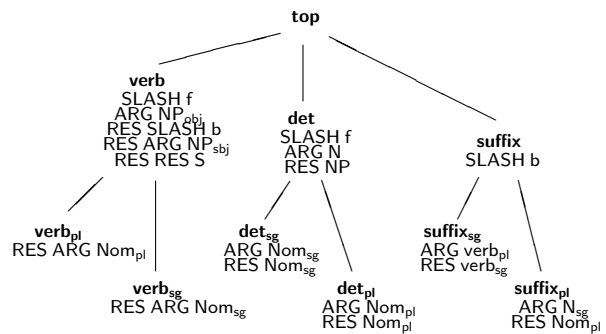 top
verb
SLASH f
ARG NP_obj
RES SLASH b
RES ARG NP_sbj
RES RES S
det
SLASH f
ARG N
RES NP
suffix
SLASH b
verb_pl
RES ARG Nom_pl
verb_sg
RES ARG Nom_sg
det_sg
ARG Nom_sg
RES Nom_sg
det_pl
ARG Nom_pl
RES Nom_pl
suffix_sg
ARG verb_pl
RES verb_sg
suffix_pl
ARG N_sg
RES Nom_pl